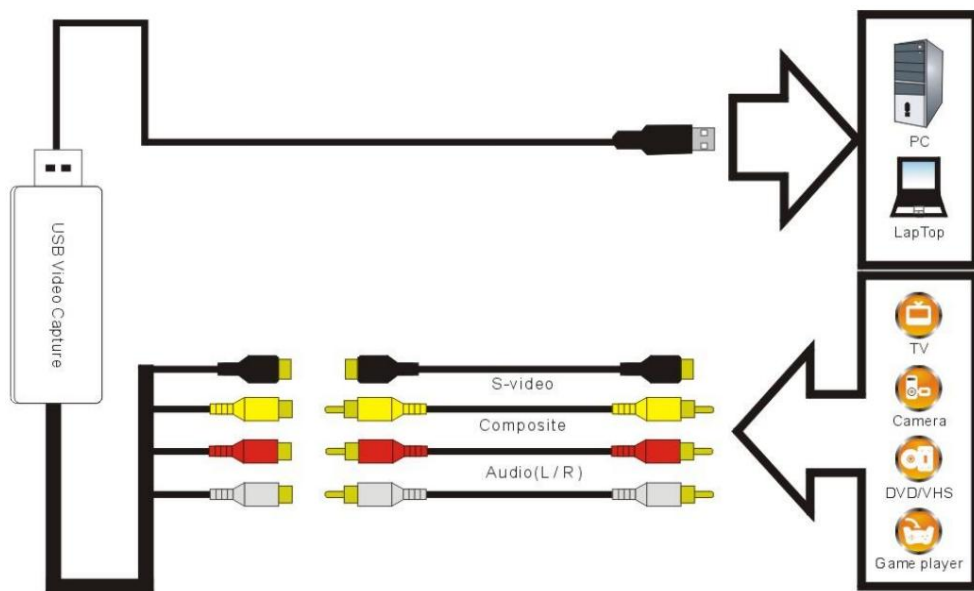 USB Video Capture
PC
LapTop
S-video
Composite
Audio(L/R)
TV
Camera
DVD/VHS
Game player